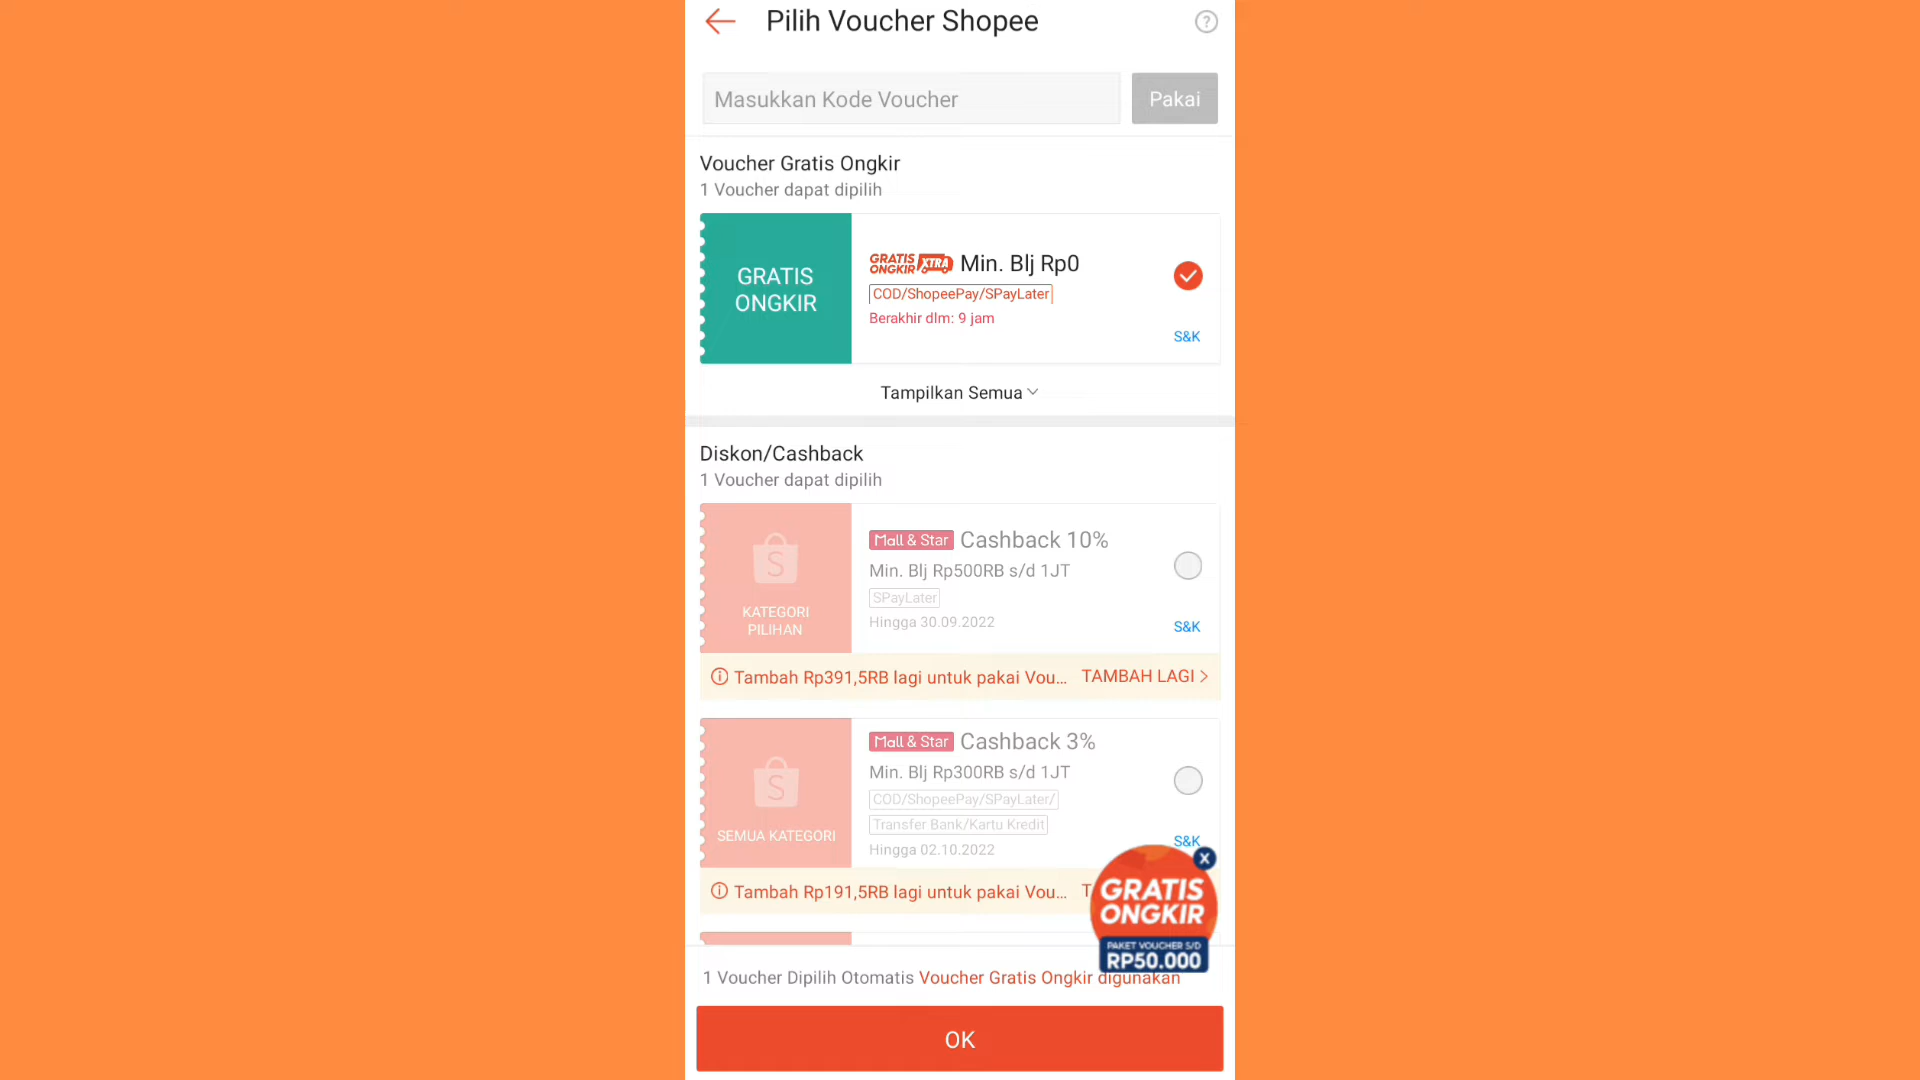 Pilih Voucher Shopee
?
Masukkan Kode Voucher
Pakai
Voucher Gratis Ongkir
1 Voucher dapat dipilih
GRATIS
ONGKIR
GRATIS ONGKIR XTRA Min. Blj Rp0
COD/ShopeePay/SPayLater
Berakhir dlm: 9 jam
S&K
Tampilkan Semua
Diskon/Cashback
1 Voucher dapat dipilih
S
KATEGORI
PILIHAN
Mall & Star Cashback 10%
Min. Blj Rp500RB s/d 1JT
SPayLater
Hingga 30.09.2022
S&K
Tambah Rp391,5RB lagi untuk pakai Vou... TAMBAH LAGI >
S
SEMUA KATEGORI
Mall & Star Cashback 3%
Min. Blj Rp300RB s/d 1JT
COD/ShopeePay/SPayLater/
Transfer Bank/Kartu Kredit
Hingga 02.10.2022
S&K
Tambah Rp191,5RB lagi untuk pakai Vou... T
X
GRATIS
ONGKIR
PAKET VOUCHER S/D
RP50.000
1 Voucher Dipilih Otomatis Voucher Gratis Ongkir digunakan
OK